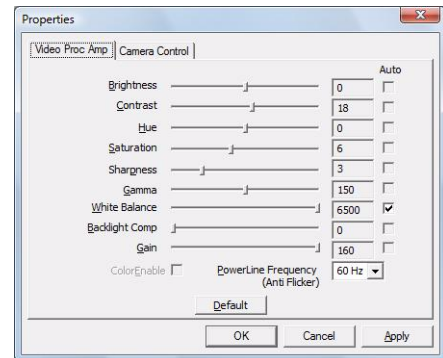 Properties
Video Proc Amp Camera Control
Auto
Brightness 0
Contrast 18
Hue 0
Saturation 6
Sharpness 3
Gamma 150
White Balance 6500
Backlight Comp 0
Gain 160
ColorEnable PowerLine Frequency 60 Hz
(Anti Flicker)
Default
OK Cancel Apply